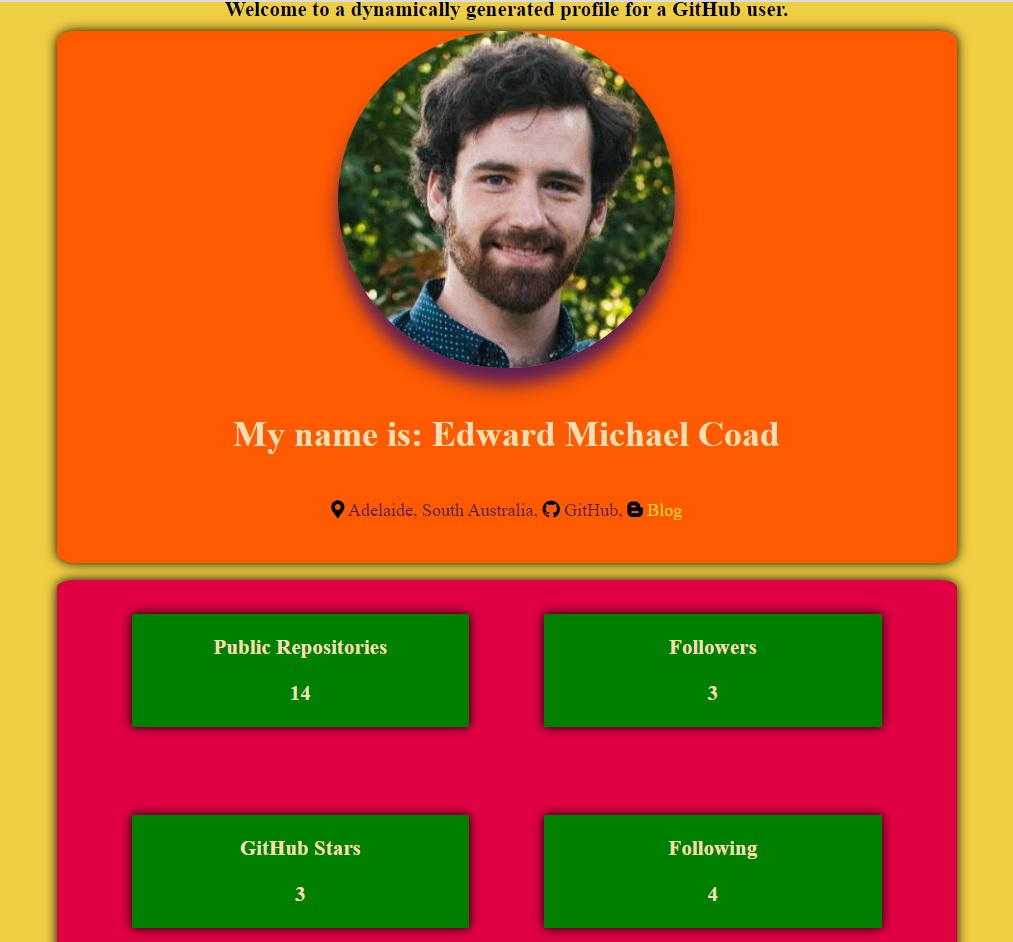 Welcome to a dynamically generated profile for a GitHub user.
My name is: Edward Michael Coad
Adelaide, South Australia, GitHub, Blog
Public Repositories
14
Followers
3
GitHub Stars
3
Following
4